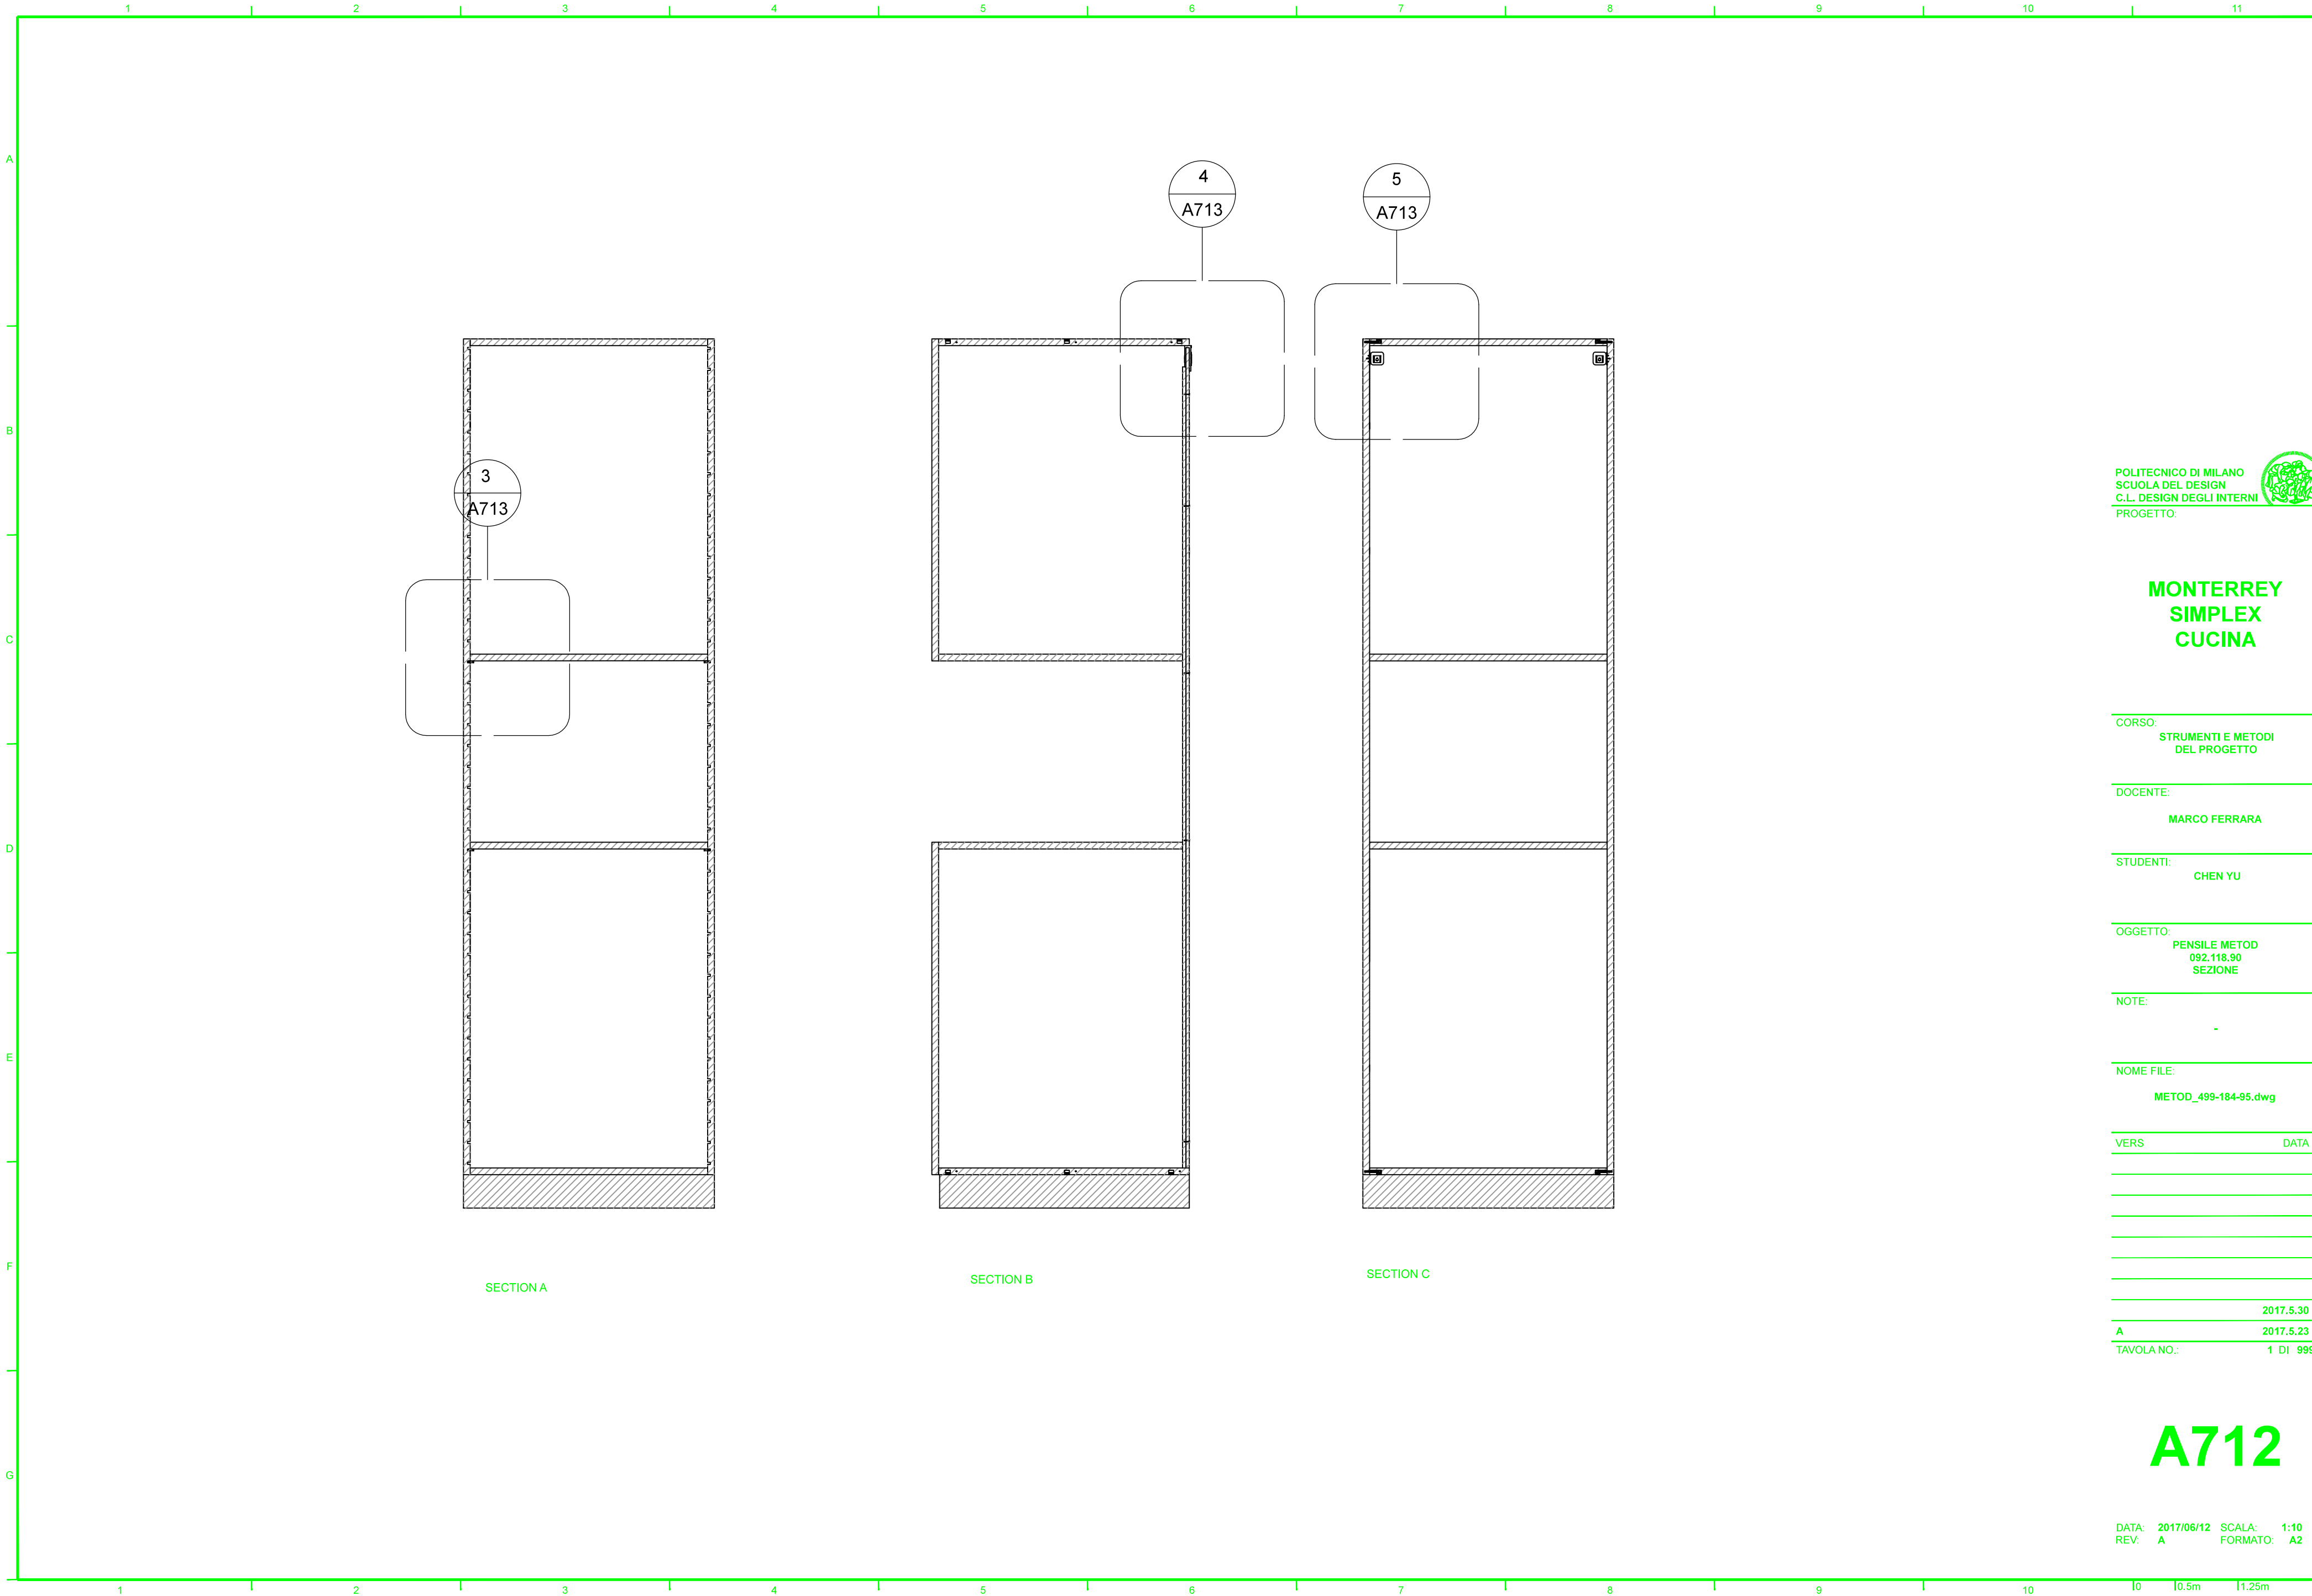 1 2 3 4 5 6 7 8 9 10 11
A
B
C
D
E
F
G
4
A713
5
A713
3
A713
SECTION A
SECTION B
SECTION C
POLITECNICO DI MILANO
SCUOLA DEL DESIGN
C.L. DESIGN DEGLI INTERNI
PROGETTO:
MONTERREY
SIMPLEX
CUCINA
CORSO:
STRUMENTI E METODI
DEL PROGETTO
DOCENTE:
MARCO FERRARA
STUDENTI:
CHEN YU
OGGETTO:
PENSILE METOD
092.118.90
SEZIONE
NOTE:
-
NOME FILE:
METOD_499-184-95.dwg
VERS DATA
2017.5.30
A 2017.5.23
TAVOLA NO.: 1 DI 999
A712
DATA: 2017/06/12 SCALA: 1:10
REV: A FORMATO: A2
1 2 3 4 5 6 7 8 9 10
0 0.5m 1.25m